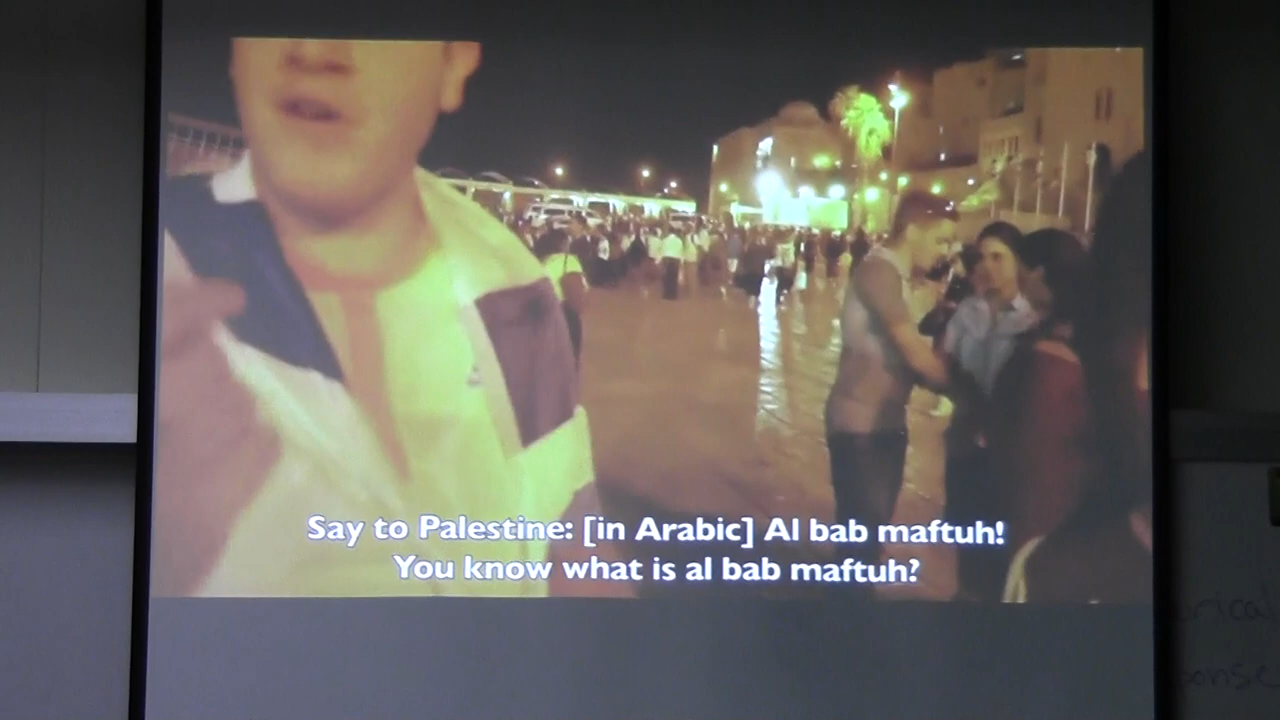 Say to Palestine: [in Arabic] Al bab maftuh!
You know what is al bab maftuh?